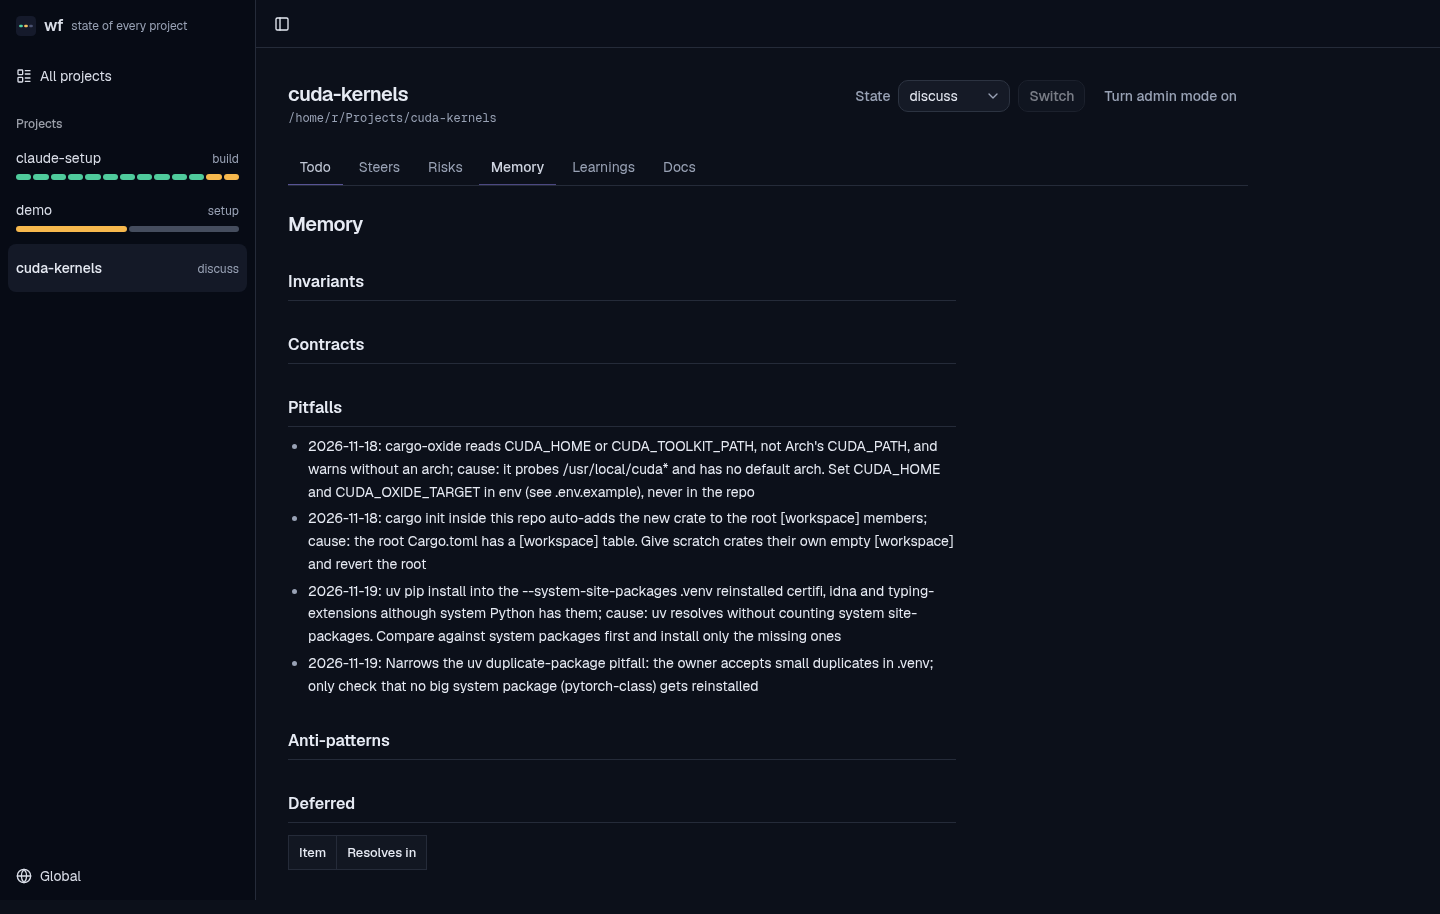 wf state of every project
All projects
Projects
claude-setup build
demo setup
cuda-kernels discuss
Global
cuda-kernels
/home/r/Projects/cuda-kernels
State discuss Switch Turn admin mode on
Todo Steers Risks Memory Learnings Docs
Memory
Invariants
Contracts
Pitfalls
2026-11-18: cargo-oxide reads CUDA_HOME or CUDA_TOOLKIT_PATH, not Arch's CUDA_PATH, and
warns without an arch; cause: it probes /usr/local/cuda* and has no default arch. Set CUDA_HOME
and CUDA_OXIDE_TARGET in env (see .env.example), never in the repo
2026-11-18: cargo init inside this repo auto-adds the new crate to the root [workspace] members;
cause: the root Cargo.toml has a [workspace] table. Give scratch crates their own empty [workspace]
and revert the root
2026-11-19: uv pip install into the --system-site-packages .venv reinstalled certifi, idna and typing-
extensions although system Python has them; cause: uv resolves without counting system site-
packages. Compare against system packages first and install only the missing ones
2026-11-19: Narrows the uv duplicate-package pitfall: the owner accepts small duplicates in .venv;
only check that no big system package (pytorch-class) gets reinstalled
Anti-patterns
Deferred
Item Resolves in